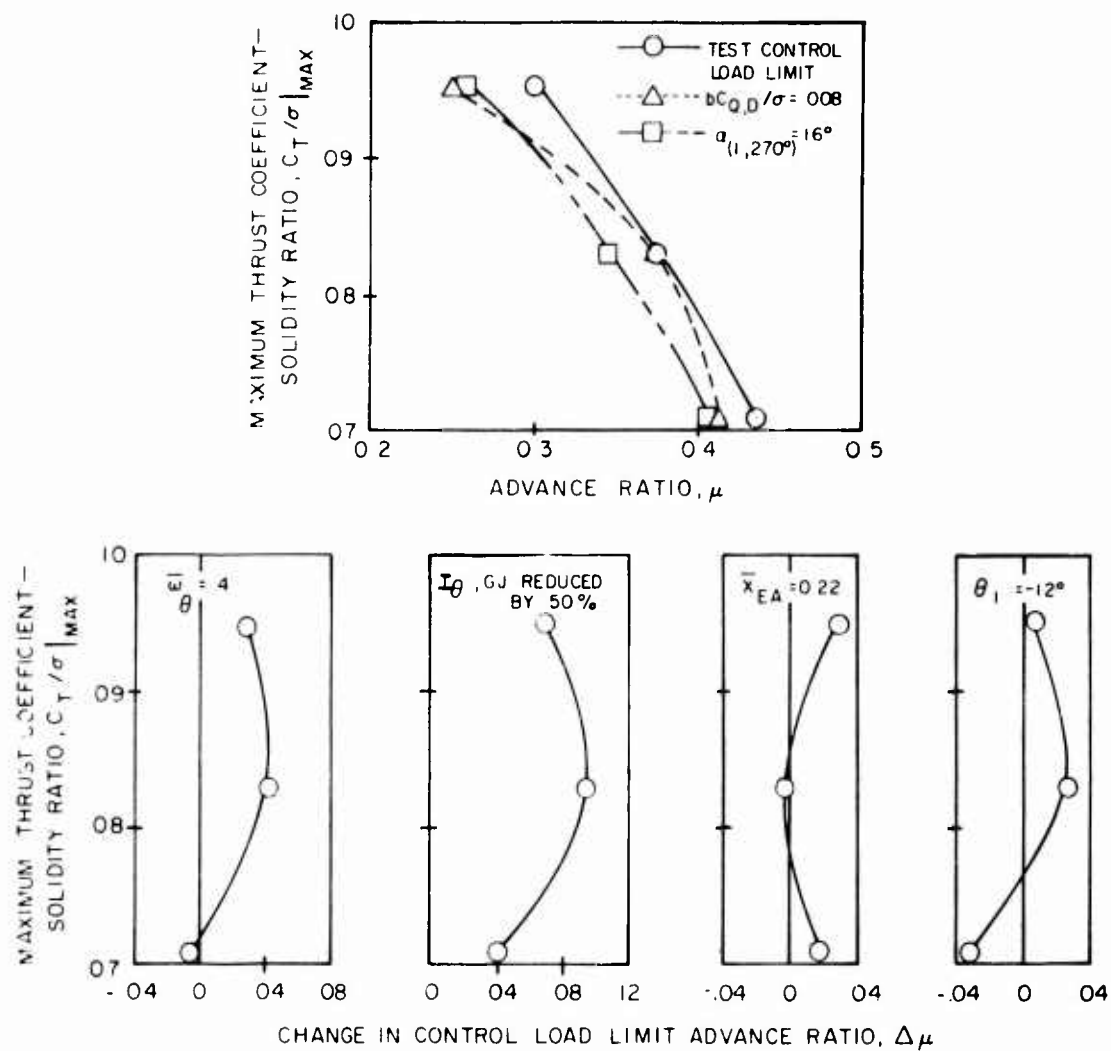 10
09
08
07
MAXIMUM THRUST COEFFICIENT—
SOLIDITY RATIO, C_T/σ|MAX
TEST CONTROL
LOAD LIMIT
bC_Q,D/σ = 008
α(1,270°) = 16°
0.2
0.3
0.4
0.5
ADVANCE RATIO, μ
10
09
08
07
MAXIMUM THRUST COEFFICIENT—
SOLIDITY RATIO, C_T/σ|MAX
= 4
-.04 0 04 08
I_θ, GJ REDUCED
BY 50%
0 04 08 12
x̄_EA = 0.22
-.04 0 04
θ_1 = -12°
-.04 0 04
CHANGE IN CONTROL LOAD LIMIT ADVANCE RATIO, Δμ